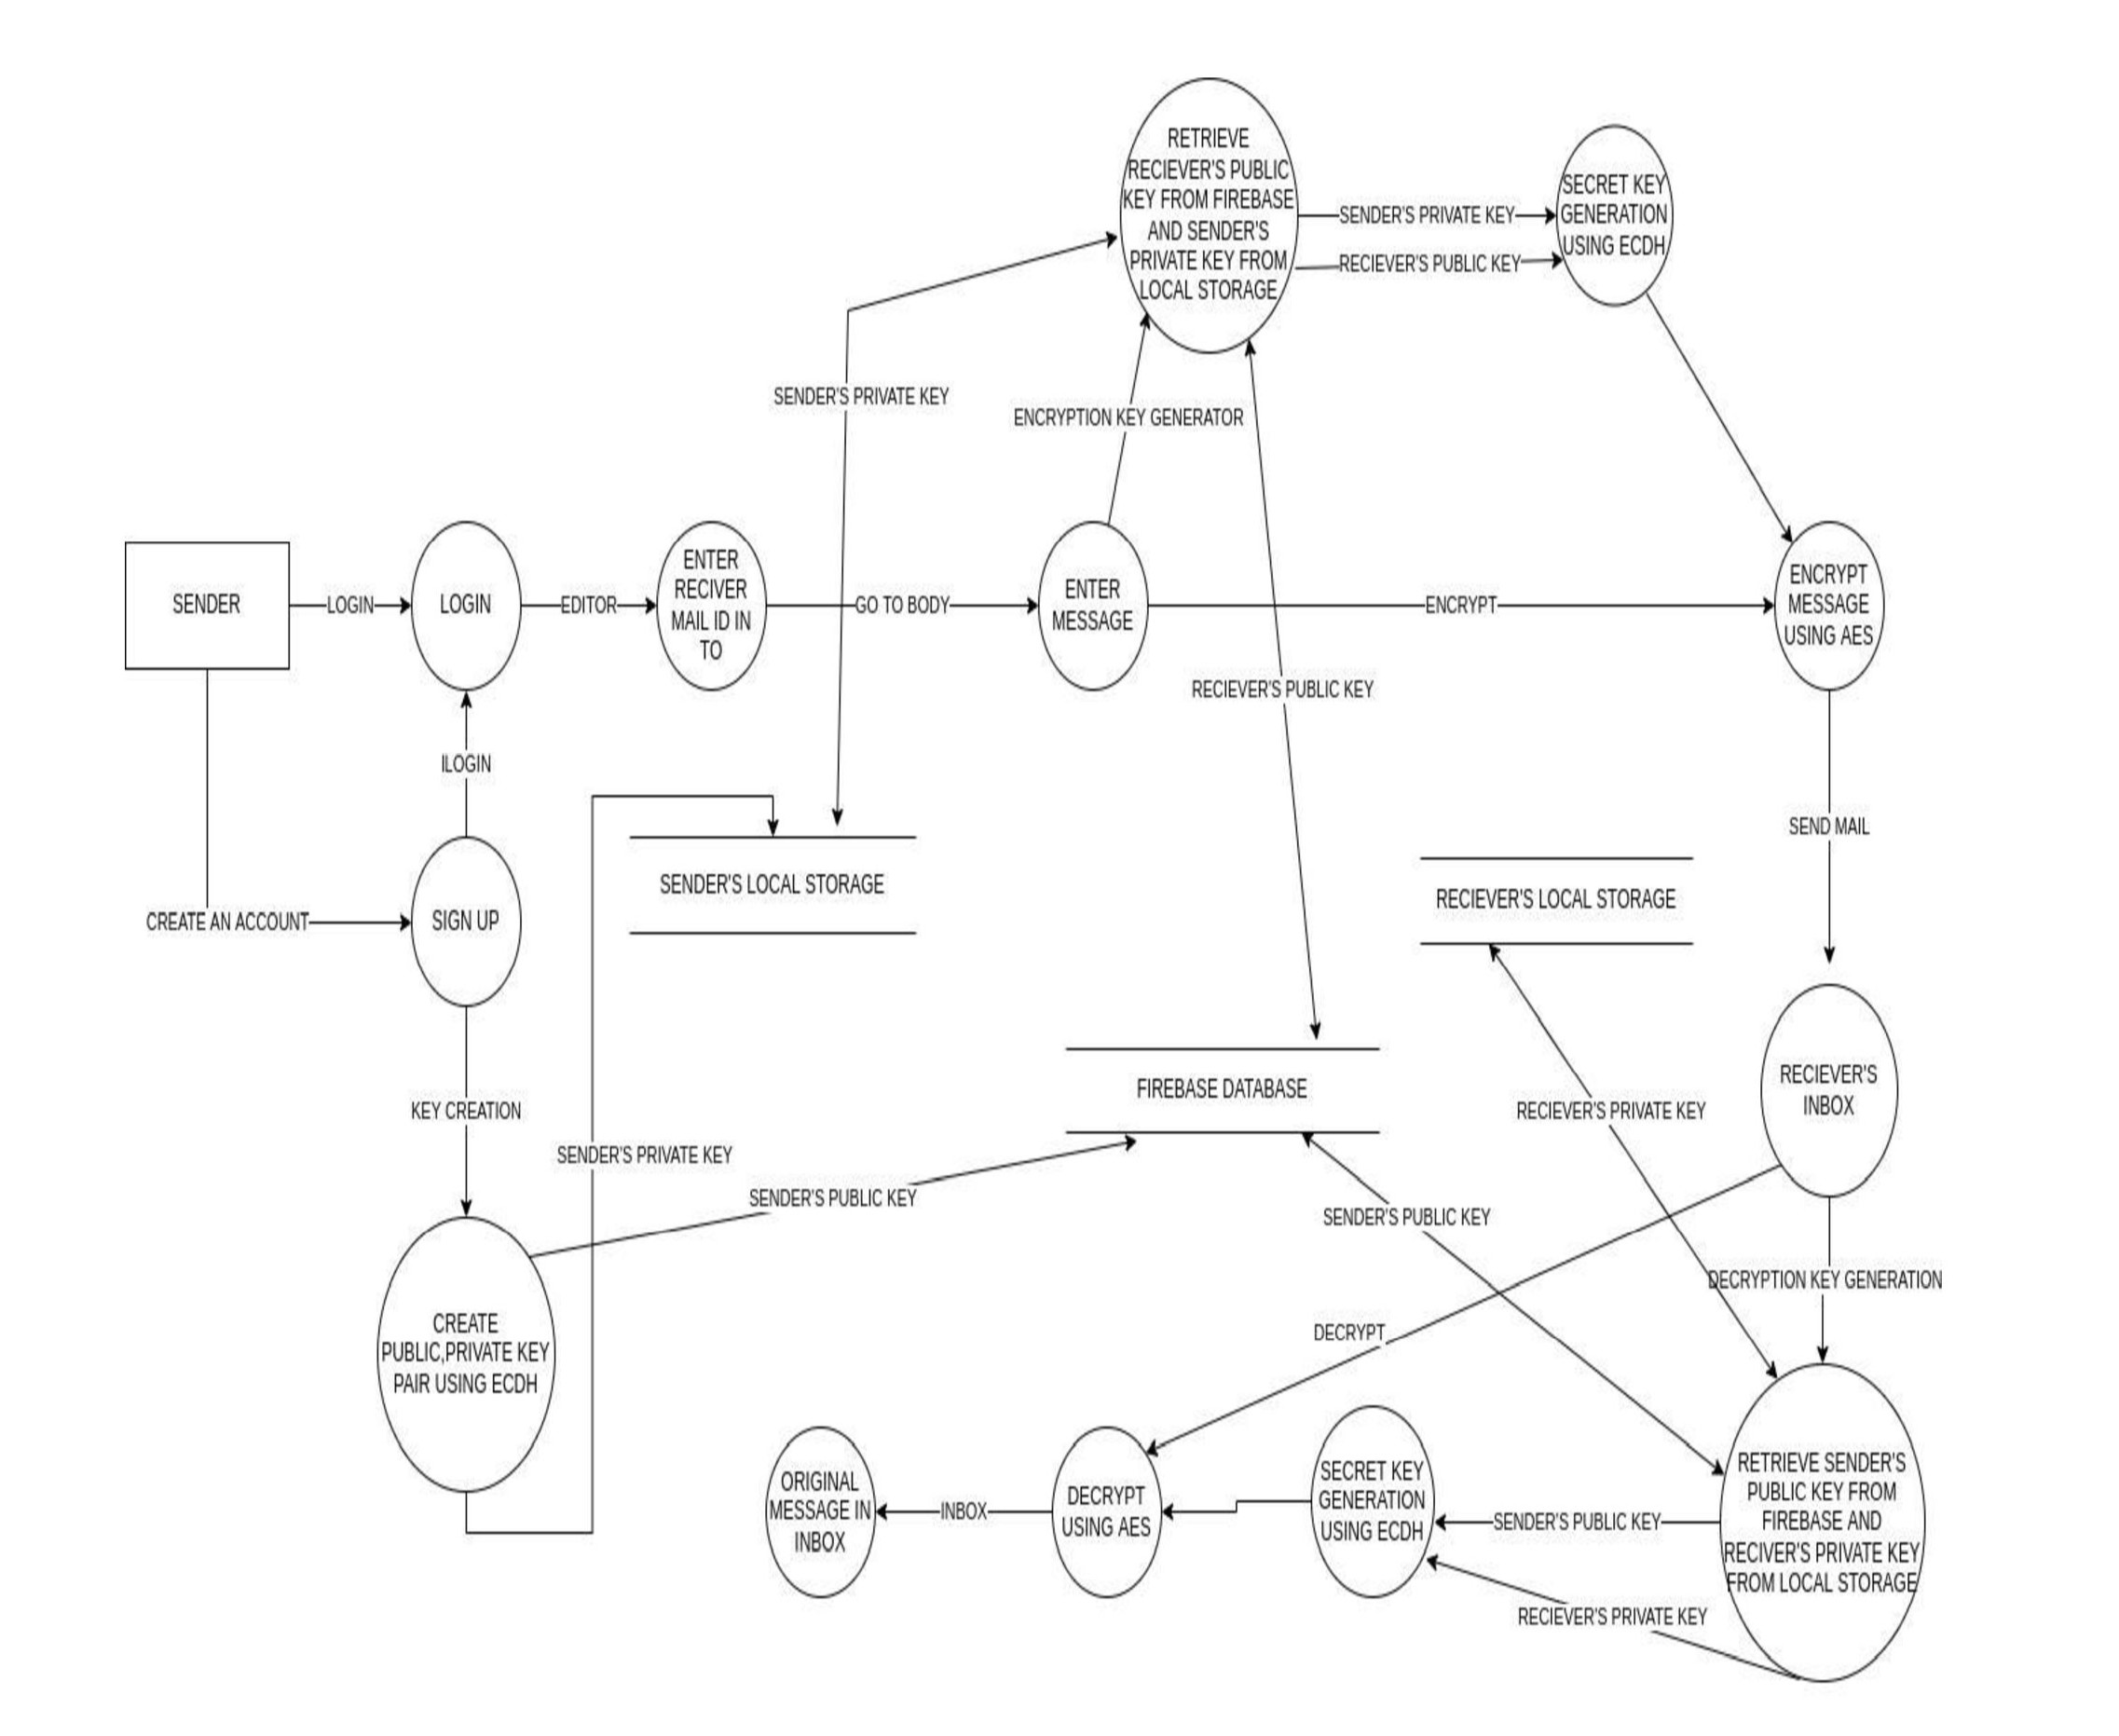 RETRIEVE
RECIEVER'S PUBLIC
KEY FROM FIREBASE
AND SENDER'S
PRIVATE KEY FROM
LOCAL STORAGE
SENDER'S PRIVATE KEY
RECIEVER'S PUBLIC KEY
SECRET KEY
GENERATION
USING ECDH
SENDER'S PRIVATE KEY
ENCRYPTION KEY GENERATOR
SENDER
LOGIN
LOGIN
EDITOR
ENTER
RECIVER
MAIL ID IN
TO
GO TO BODY
ENTER
MESSAGE
ENCRYPT
ENCRYPT
MESSAGE
USING AES
RECIEVER'S PUBLIC KEY
ILOGIN
SEND MAIL
CREATE AN ACCOUNT
SIGN UP
SENDER'S LOCAL STORAGE
RECIEVER'S LOCAL STORAGE
KEY CREATION
FIREBASE DATABASE
RECIEVER'S PRIVATE KEY
RECIEVER'S
INBOX
SENDER'S PRIVATE KEY
SENDER'S PUBLIC KEY
SENDER'S PUBLIC KEY
DECRYPTION KEY GENERATION
DECRYPT
CREATE
PUBLIC,PRIVATE KEY
PAIR USING ECDH
ORIGINAL
MESSAGE IN
INBOX
INBOX
DECRYPT
USING AES
SECRET KEY
GENERATION
USING ECDH
SENDER'S PUBLIC KEY
RECIEVER'S PRIVATE KEY
RETRIEVE SENDER'S
PUBLIC KEY FROM
FIREBASE AND
RECIVER'S PRIVATE KEY
FROM LOCAL STORAGE